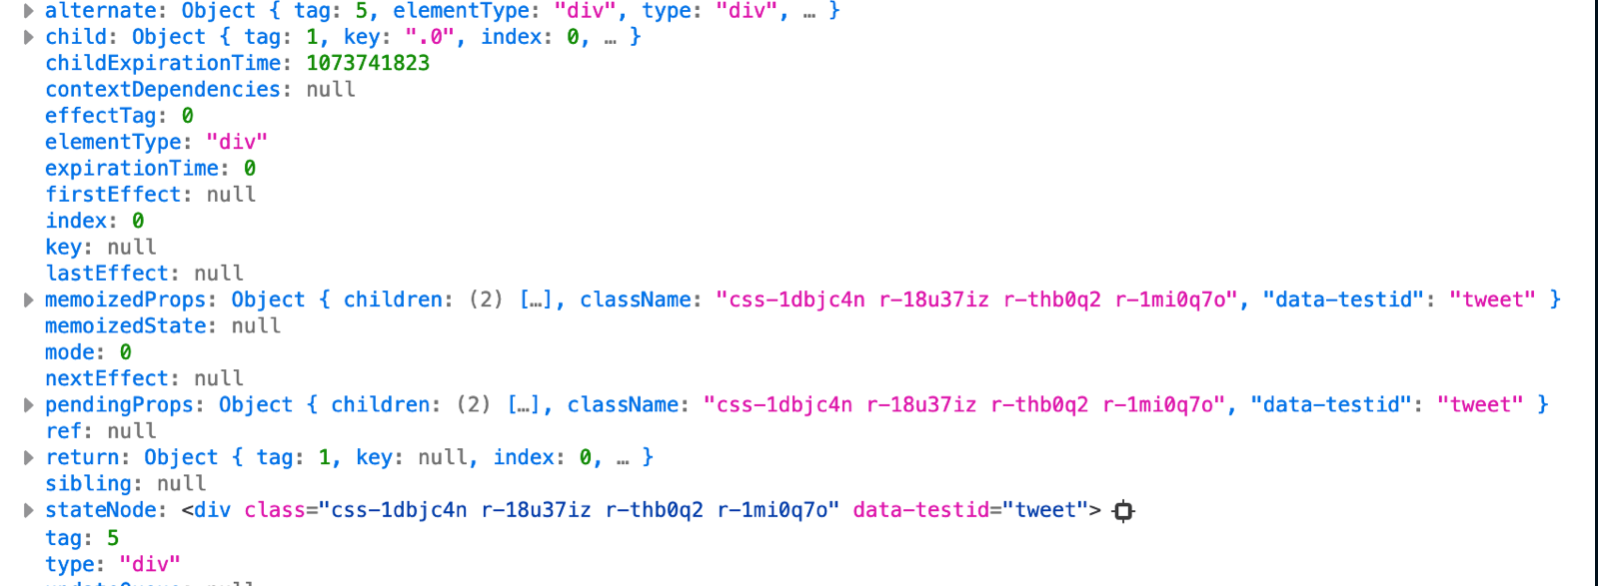 alternate: Object { tag: 5, elementType: "div", type: "div", … }
child: Object { tag: 1, key: ".0", index: 0, … }
childExpirationTime: 1073741823
contextDependencies: null
effectTag: 0
elementType: "div"
expirationTime: 0
firstEffect: null
index: 0
key: null
lastEffect: null
memoizedProps: Object { children: (2) […], className: "css-1dbjc4n r-18u37iz r-thb0q2 r-1mi0q7o", "data-testid": "tweet" }
memoizedState: null
mode: 0
nextEffect: null
pendingProps: Object { children: (2) […], className: "css-1dbjc4n r-18u37iz r-thb0q2 r-1mi0q7o", "data-testid": "tweet" }
ref: null
return: Object { tag: 1, key: null, index: 0, … }
sibling: null
stateNode: <div class="css-1dbjc4n r-18u37iz r-thb0q2 r-1mi0q7o" data-testid="tweet">
tag: 5
type: "div"